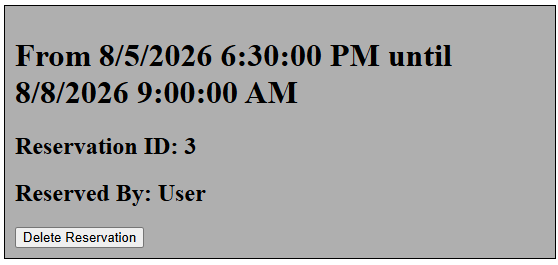 From 8/5/2026 6:30:00 PM until
8/8/2026 9:00:00 AM
Reservation ID: 3
Reserved By: User
Delete Reservation